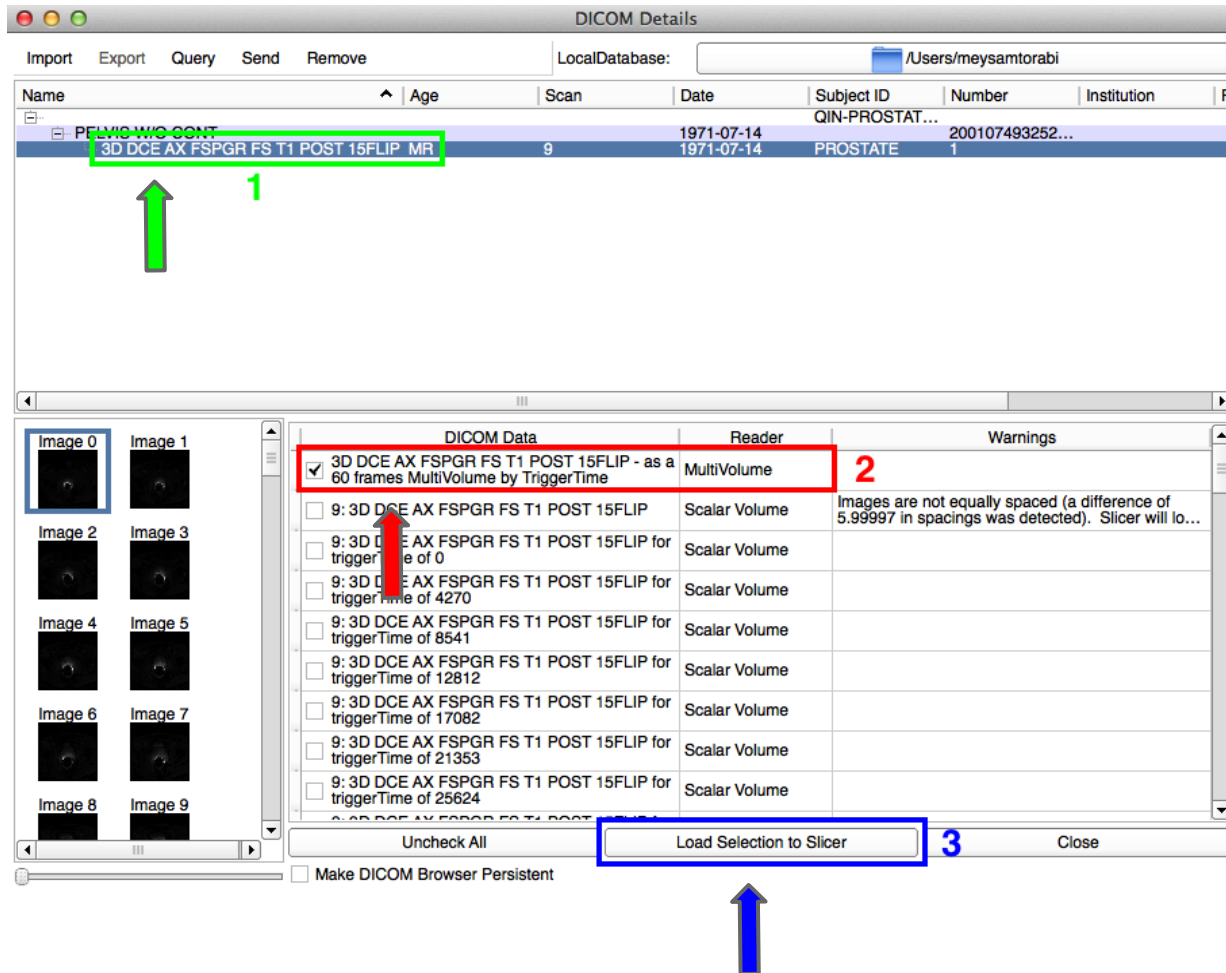 DICOM Details
Import Export Query Send Remove LocalDatabase: /Users/meysamtorabi
Name Age Scan Date Subject ID Number Institution
QIN-PROSTAT...
PELVIS W/O CONT 1971-07-14 200107493252...
3D DCE AX FSPGR FS T1 POST 15FLIP MR 9 1971-07-14 PROSTATE 1
1
Image 0 Image 1
Image 2 Image 3
Image 4 Image 5
Image 6 Image 7
Image 8 Image 9
DICOM Data Reader Warnings
3D DCE AX FSPGR FS T1 POST 15FLIP - as a
60 frames MultiVolume by TriggerTime
MultiVolume
2
9: 3D DCE AX FSPGR FS T1 POST 15FLIP
Scalar Volume
Images are not equally spaced (a difference of
5.99997 in spacings was detected). Slicer will lo...
9: 3D DCE AX FSPGR FS T1 POST 15FLIP for
triggerTime of 0
Scalar Volume
9: 3D DCE AX FSPGR FS T1 POST 15FLIP for
triggerTime of 4270
Scalar Volume
9: 3D DCE AX FSPGR FS T1 POST 15FLIP for
triggerTime of 8541
Scalar Volume
9: 3D DCE AX FSPGR FS T1 POST 15FLIP for
triggerTime of 12812
Scalar Volume
9: 3D DCE AX FSPGR FS T1 POST 15FLIP for
triggerTime of 17082
Scalar Volume
9: 3D DCE AX FSPGR FS T1 POST 15FLIP for
triggerTime of 21353
Scalar Volume
9: 3D DCE AX FSPGR FS T1 POST 15FLIP for
triggerTime of 25624
Scalar Volume
Uncheck All Load Selection to Slicer 3 Close
Make DICOM Browser Persistent